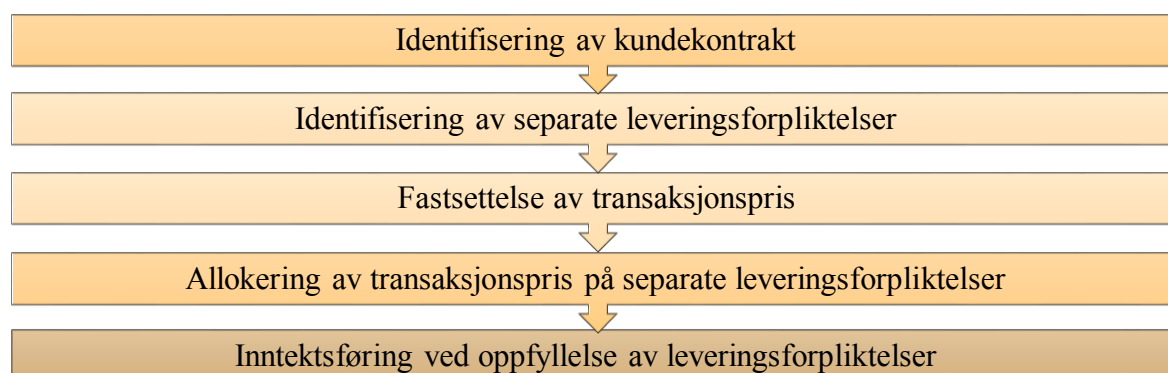 Identifisering av kundekontrakt
Identifisering av separate leveringsforpliktelser
Fastsettelse av transaksjonspris
Allokering av transaksjonspris på separate leveringsforpliktelser
Inntektsføring ved oppfyllelse av leveringsforpliktelser